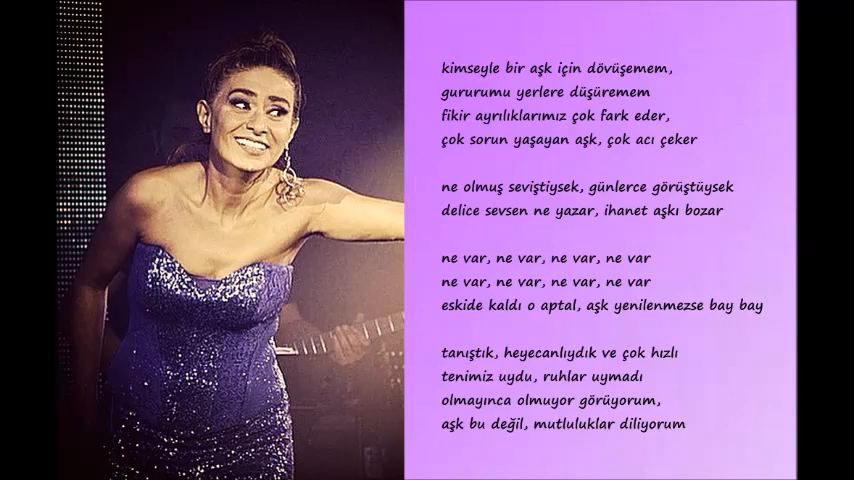 kimseyle bir aşk için dövüşemem,
gururumu yerlere düşüremem
fikir ayrılıklarımız çok fark eder,
çok sorun yaşayan aşk, çok acı çeker
ne olmuş seviştiysek, günlerce görüştüysek
delice sevsen ne yazar, ihanet aşkı bozar
ne var, ne var, ne var, ne var
ne var, ne var, ne var, ne var
eskide kaldı o aptal, aşk yenilenmezse bay bay
tanıştık, heyecanlıydık ve çok hızlı
tenimiz uydu, ruhlar uymadı
olmayınca olmuyor görüyorum,
aşk bu değil, mutluluklar diliyorum